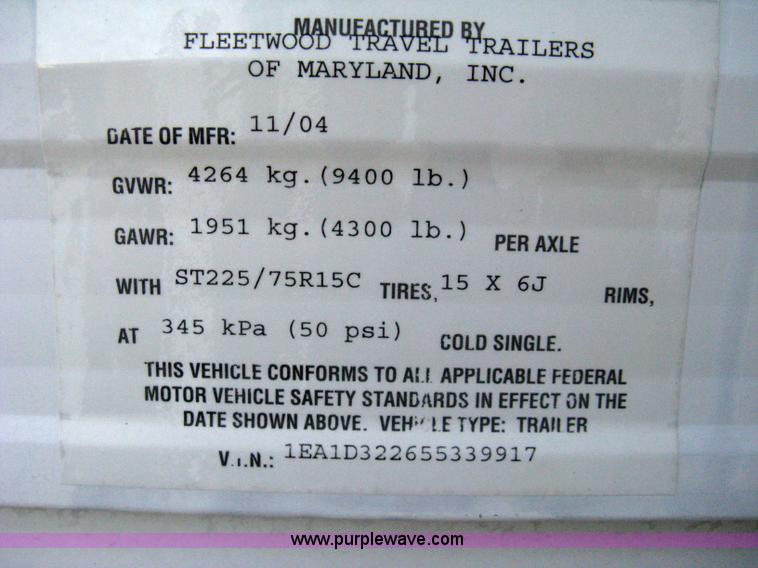 MANUFACTURED BY
FLEETWOOD TRAVEL TRAILERS
OF MARYLAND, INC.
DATE OF MFR: 11/04
GVWR: 4264 kg.(9400 lb.)
GAWR: 1951 kg.(4300 lb.) PER AXLE
WITH ST225/75R15C TIRES, 15 X 6J RIMS,
AT 345 kPa (50 psi) COLD SINGLE.
THIS VEHICLE CONFORMS TO ALL APPLICABLE FEDERAL
MOTOR VEHICLE SAFETY STANDARDS IN EFFECT ON THE
DATE SHOWN ABOVE. VEHICLE TYPE: TRAILER
V.I.N.: 1EA1D322655339917
www.purplewave.com